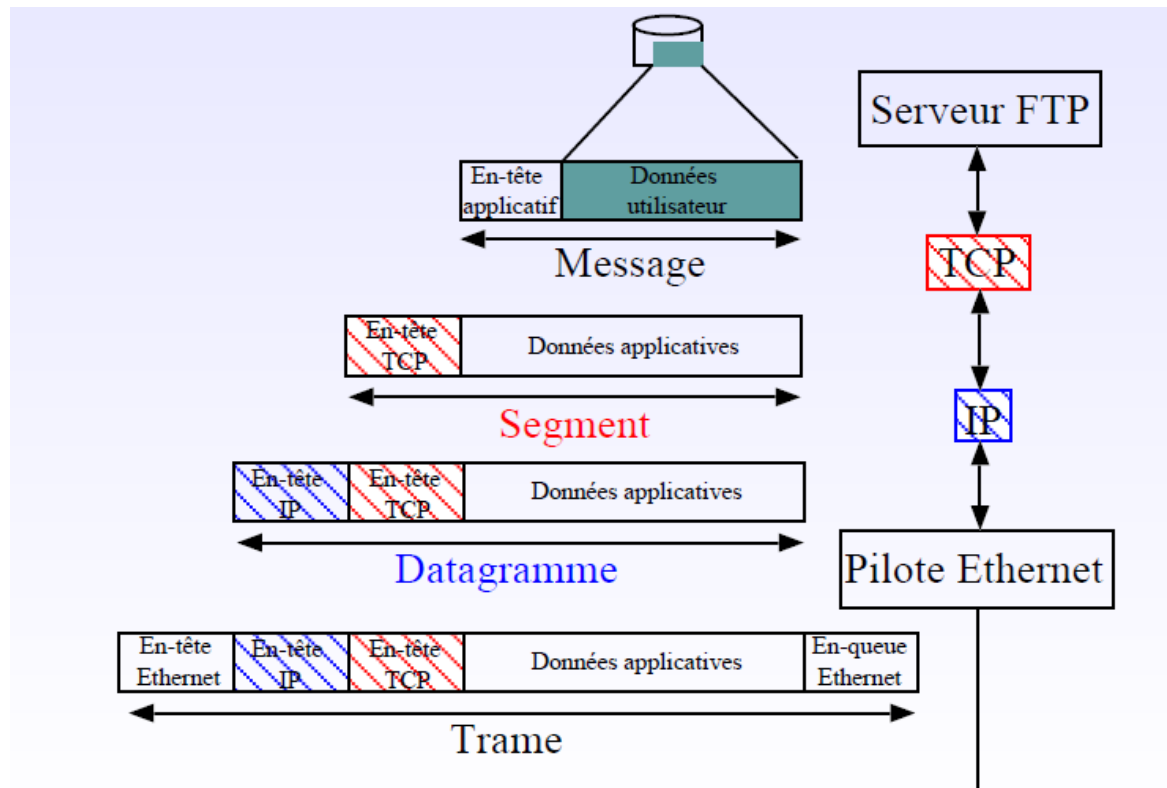 Serveur FTP
En-tête
applicatif
Données
utilisateur
Message
TCP
En-tête
TCP
Données applicatives
Segment
IP
En-tête
IP
En-tête
TCP
Données applicatives
Datagramme
Pilote Ethernet
En-tête
Ethernet
En-tête
IP
En-tête
TCP
Données applicatives
En-queue
Ethernet
Trame